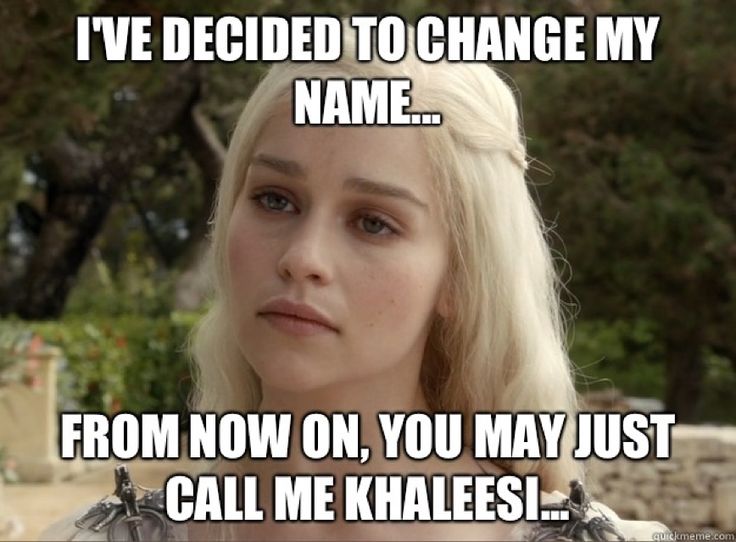 I'VE DECIDED TO CHANGE MY
NAME...
FROM NOW ON, YOU MAY JUST
CALL ME KHALEESI...
quickmeme.com